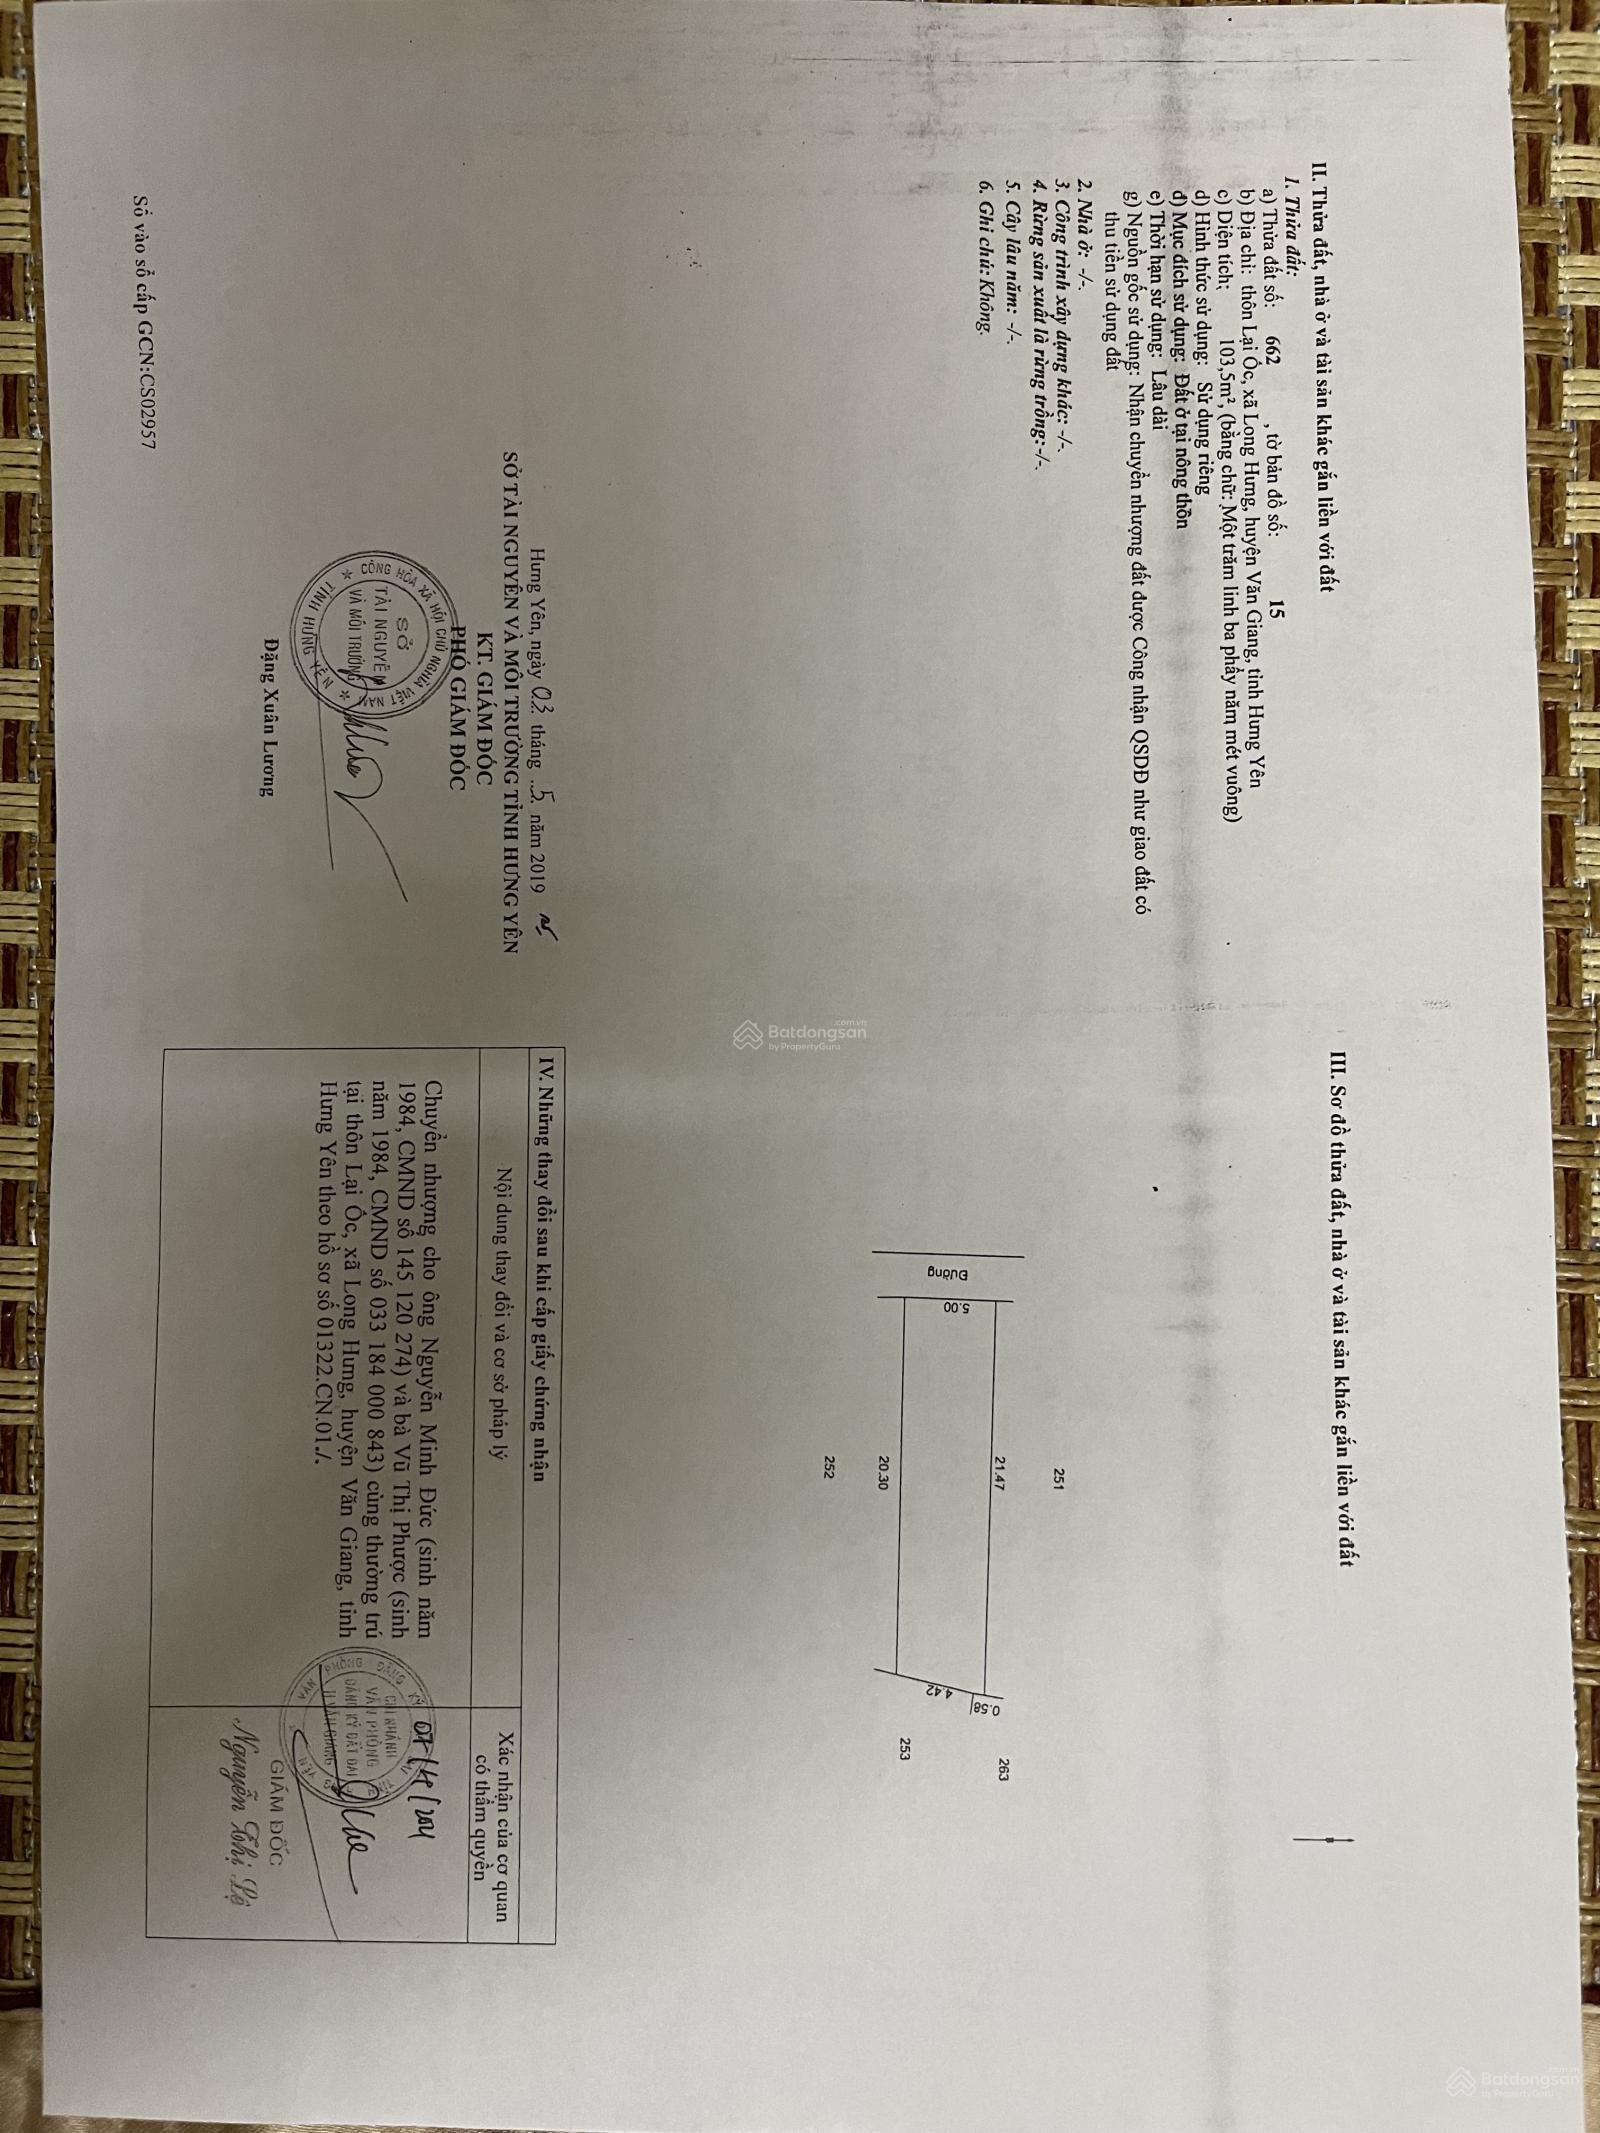 II. Thửa đất, nhà ở và tài sản khác gắn liền với đất
1. Thửa đất:
a) Thửa đất số: 662 , tờ bản đồ số: 15
b) Địa chỉ: thôn Lại Ốc, xã Long Hưng, huyện Văn Giang, tỉnh Hưng Yên
c) Diện tích: 103,5m², (bằng chữ: Một trăm linh ba phẩy năm mét vuông)
d) Hình thức sử dụng: Sử dụng riêng
đ) Mục đích sử dụng: Đất ở tại nông thôn
e) Thời hạn sử dụng: Lâu dài
g) Nguồn gốc sử dụng: Nhận chuyển nhượng đất được Công nhận QSDĐ như giao đất có
thu tiền sử dụng đất
2. Nhà ở: -/-.
3. Công trình xây dựng khác: -/-.
4. Rừng sản xuất là rừng trồng:-/-.
5. Cây lâu năm: -/-.
6. Ghi chú: Không.
Hưng Yên, ngày 03 tháng 5 năm 2019
SỞ TÀI NGUYÊN VÀ MÔI TRƯỜNG TỈNH HƯNG YÊN
KT. GIÁM ĐỐC
PHÓ GIÁM ĐỐC
CỘNG HÒA XÃ HỘI CHỦ NGHĨA VIỆT NAM
SỞ
TÀI NGUYÊN
VÀ MÔI TRƯỜNG
TỈNH HƯNG YÊN
Đặng Xuân Lương
Số vào sổ cấp GCN:CS02957
III. Sơ đồ thửa đất, nhà ở và tài sản khác gắn liền với đất
251
263
21.47
0.58
Đường
5.00
4.42
20.30
253
252
IV. Những thay đổi sau khi cấp giấy chứng nhận
Nội dung thay đổi và cơ sở pháp lý
Xác nhận của cơ quan
có thẩm quyền
Chuyển nhượng cho ông Nguyễn Minh Đức (sinh năm
1984, CMND số 145 120 274) và bà Vũ Thị Phược (sinh
năm 1984, CMND số 033 184 000 843) cùng thường trú
tại thôn Lại Ốc, xã Long Hưng, huyện Văn Giang, tỉnh
Hưng Yên theo hồ sơ số 01322.CN.01./.
CHI NHÁNH
VĂN PHÒNG
ĐĂNG KÝ ĐẤT ĐAI
H. VĂN GIANG
GIÁM ĐỐC
Nguyễn Thị Lệ
Batdongsan.com.vn
by PropertyGuru
Batdongsan.com.vn
by PropertyGuru